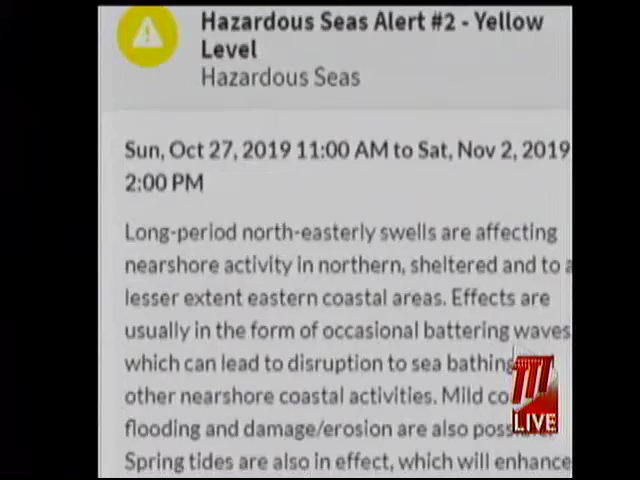 Hazardous Seas Alert #2 - Yellow
Level
Hazardous Seas
Sun, Oct 27, 2019 11:00 AM to Sat, Nov 2, 2019
2:00 PM
Long-period north-easterly swells are affecting
nearshore activity in northern, sheltered and to a
lesser extent eastern coastal areas. Effects are
usually in the form of occasional battering waves
which can lead to disruption to sea bathing
other nearshore coastal activities. Mild
flooding and damage/erosion are also
Spring tides are also in effect, which will enhance
LIVE